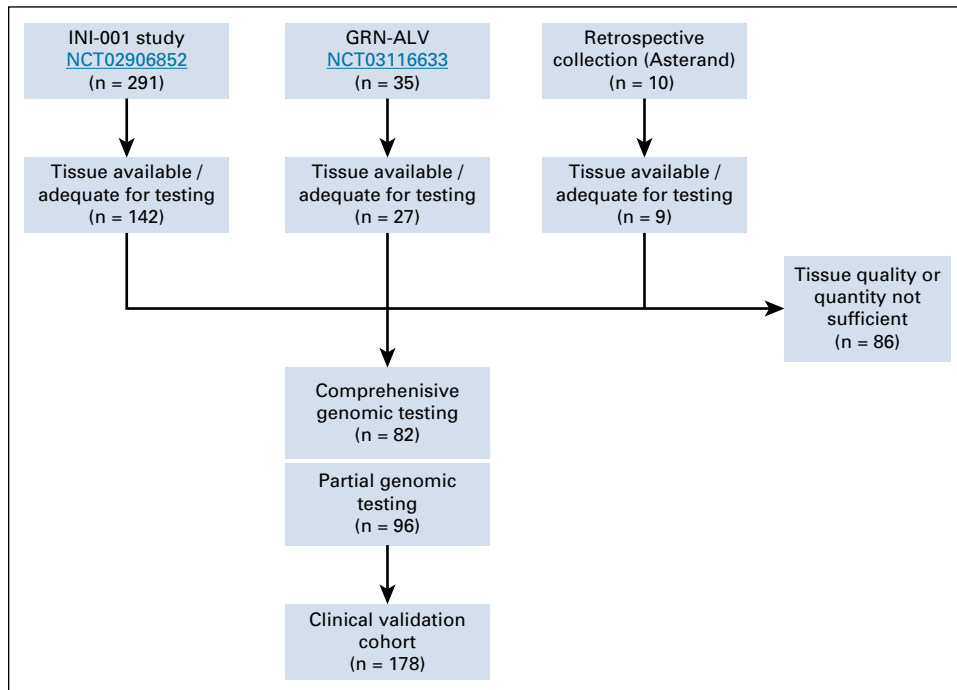 INI-001 study
NCT02906852
(n = 291)
GRN-ALV
NCT03116633
(n = 35)
Retrospective
collection (Asterand)
(n = 10)
Tissue available /
adequate for testing
(n = 142)
Tissue available /
adequate for testing
(n = 27)
Tissue available /
adequate for testing
(n = 9)
Tissue quality or
quantity not
sufficient
(n = 86)
Comprehenisive
genomic testing
(n = 82)
Partial genomic
testing
(n = 96)
Clinical validation
cohort
(n = 178)